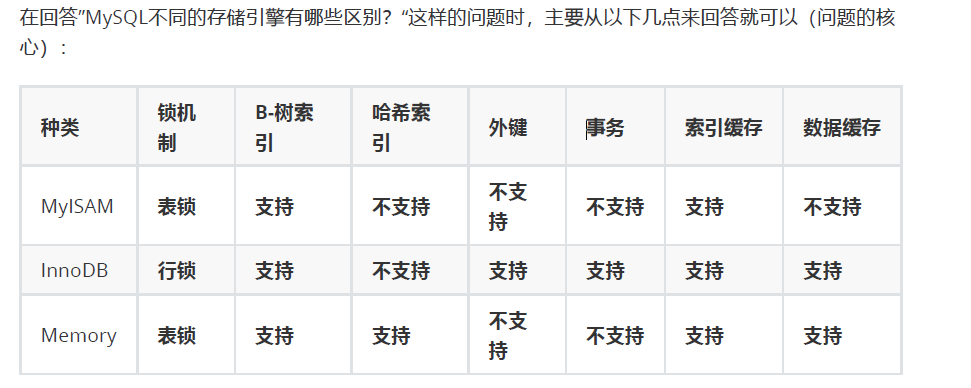 在回答”MySQL不同的存储引擎有哪些区别？“这样的问题时，主要从以下几点来回答就可以（问题的核
心）：
种类 锁机制 B-树索引 哈希索引 外键 事务 索引缓存 数据缓存
MyISAM 表锁 支持 不支持 不支持 不支持 支持 不支持
InnoDB 行锁 支持 不支持 支持 支持 支持 支持
Memory 表锁 支持 支持 不支持 不支持 支持 支持